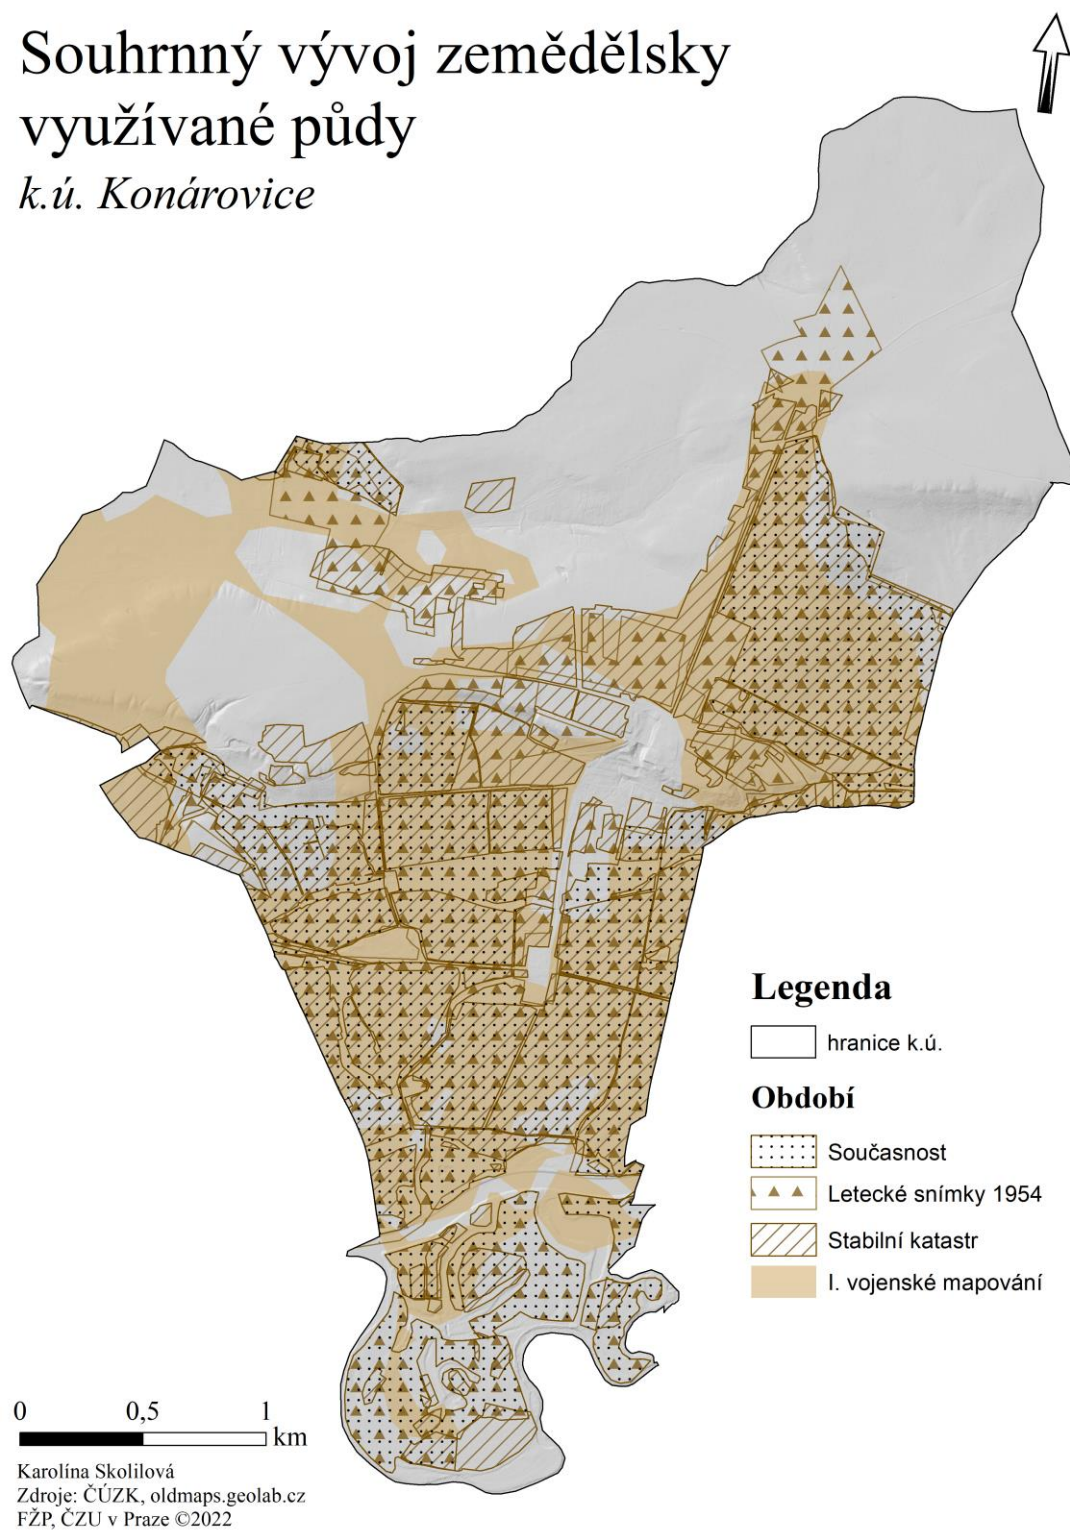 Souhrnný vývoj zemědělsky
využívané půdy
k.ú. Konárovice
Legenda
hranice k.ú.
Období
Současnost
Letecké snímky 1954
Stabilní katastr
I. vojenské mapování
0 0,5 1
km
Karolína Skolilová
Zdroje: ČÚZK, oldmaps.geolab.cz
FŽP, ČZU v Praze ©2022